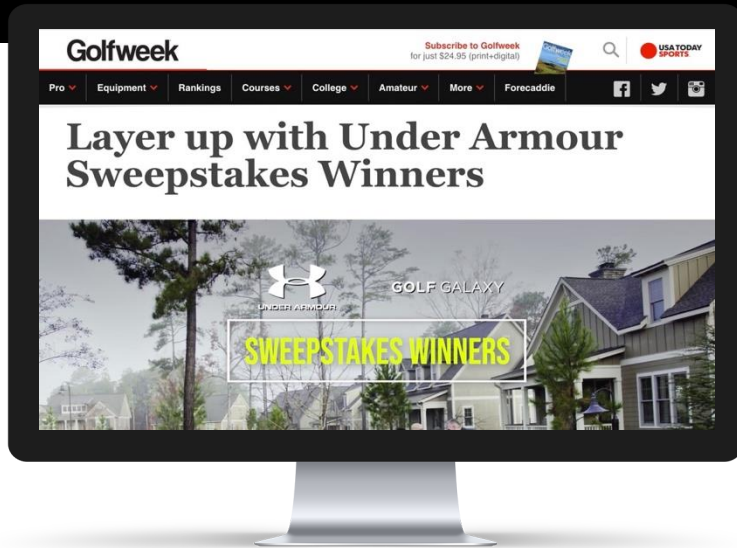 Golfweek
Subscribe to Golfweek
for just $24.95 (print+digital)
USA TODAY
SPORTS
Pro
Equipment
Rankings
Courses
College
Amateur
More
Forecaddie
Layer up with Under Armour
Sweepstakes Winners
UNDER ARMOUR
GOLF GALAXY
SWEEPSTAKES WINNERS